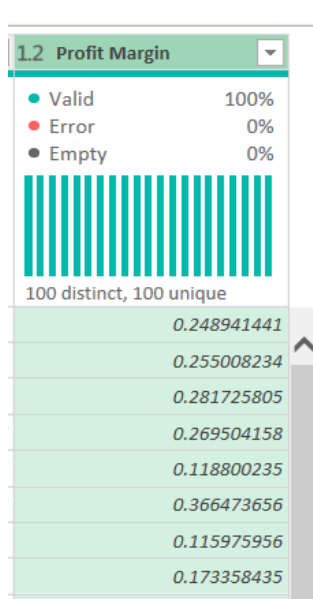 1.2 Profit Margin
Valid 100%
Error 0%
Empty 0%
100 distinct, 100 unique
0.248941441
0.255008234
0.281725805
0.269504158
0.118800235
0.366473656
0.115975956
0.173358435